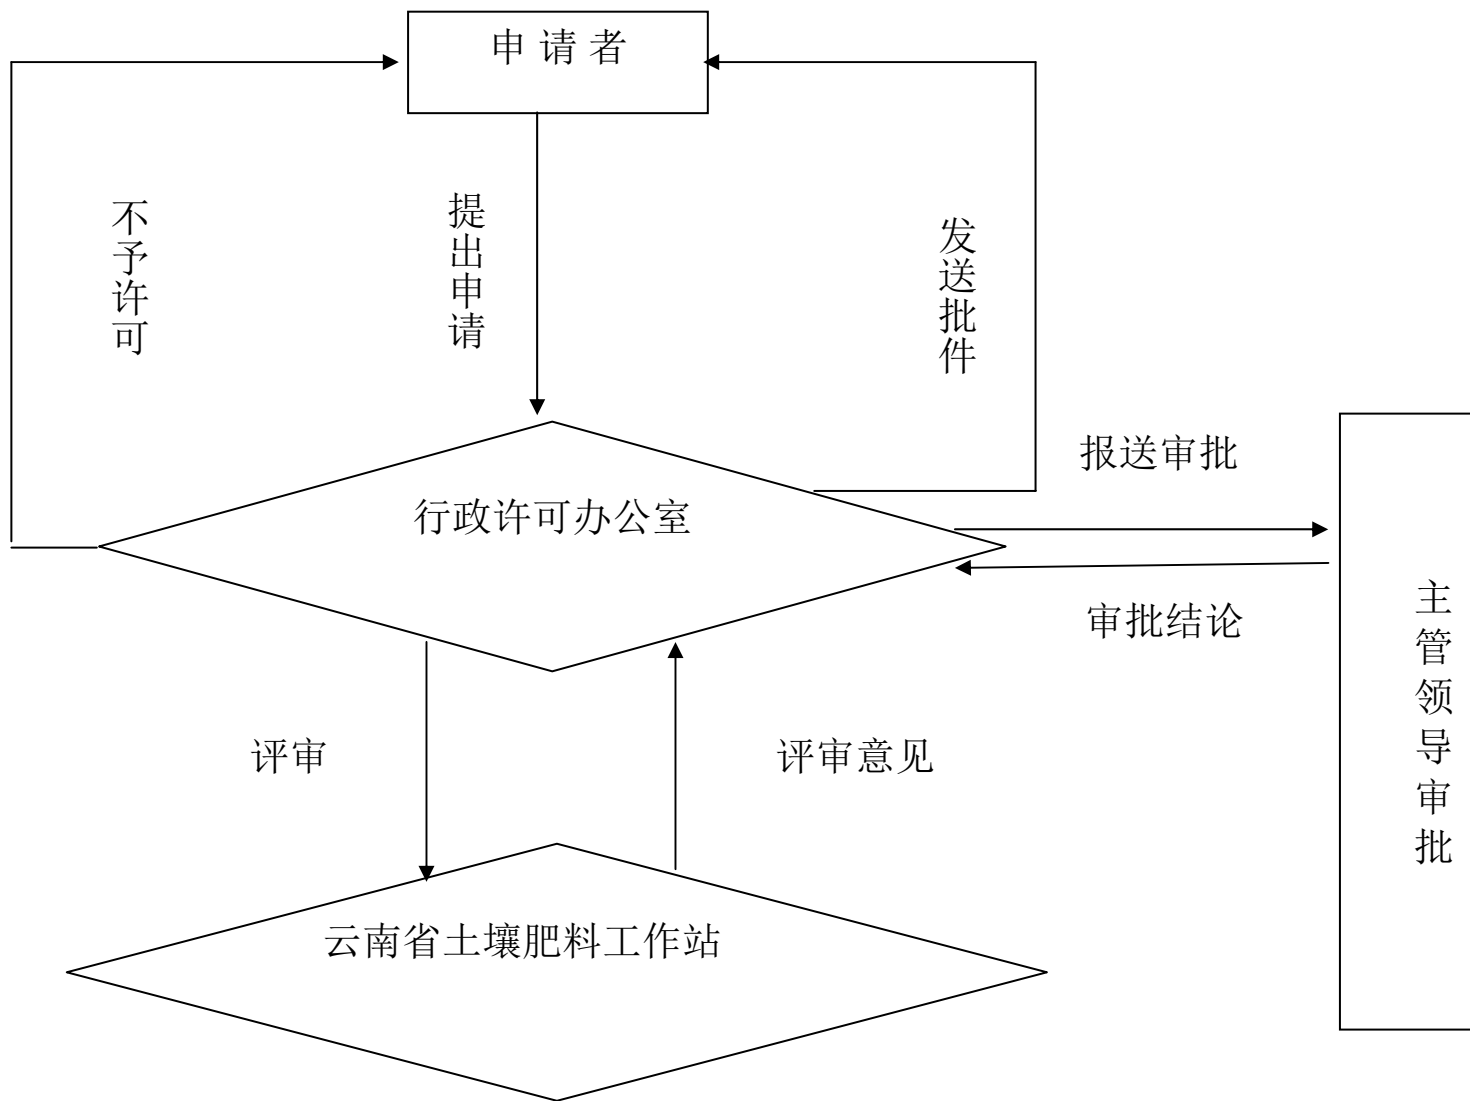 申请者
不予许可
提出申请
发送批件
报送审批
行政许可办公室
审批结论
主管领导审批
评审
评审意见
云南省土壤肥料工作站